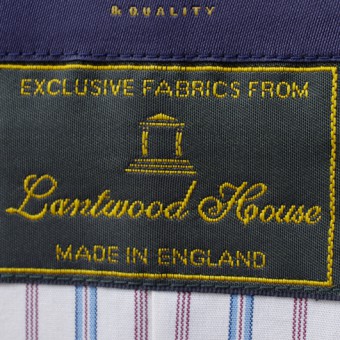 & QUALITY
EXCLUSIVE FABRICS FROM
Lantwood House
MADE IN ENGLAND